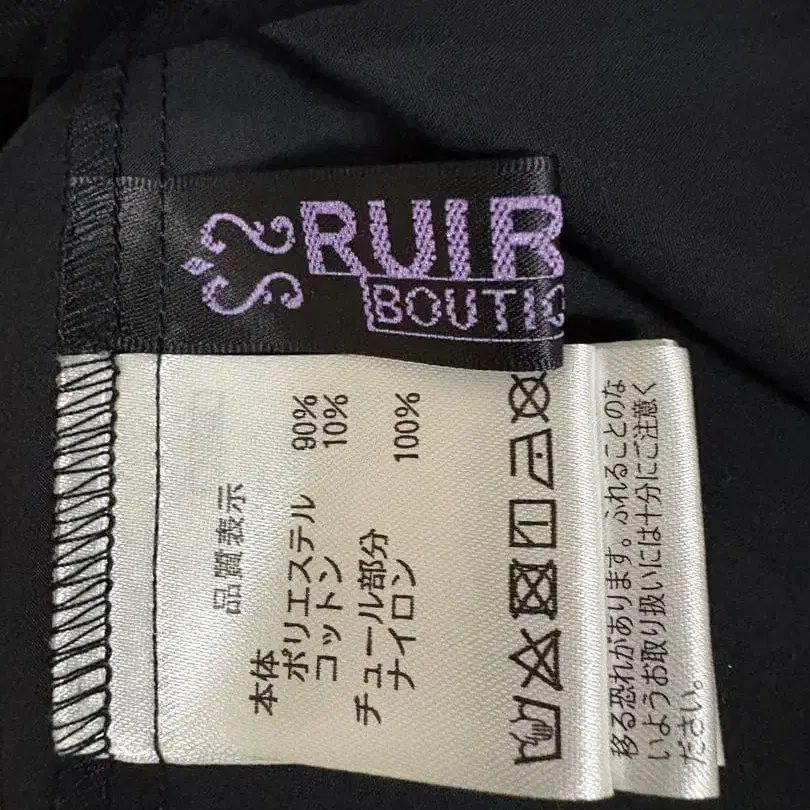 RUIR
BOUTIC
品質表示
本体
ポリエステル 90%
コットン 10%
チュール部分
ナイロン 100%
移る恐れがあります。ふれることのな
いようお取り扱いには十分にご注意く
ださい。